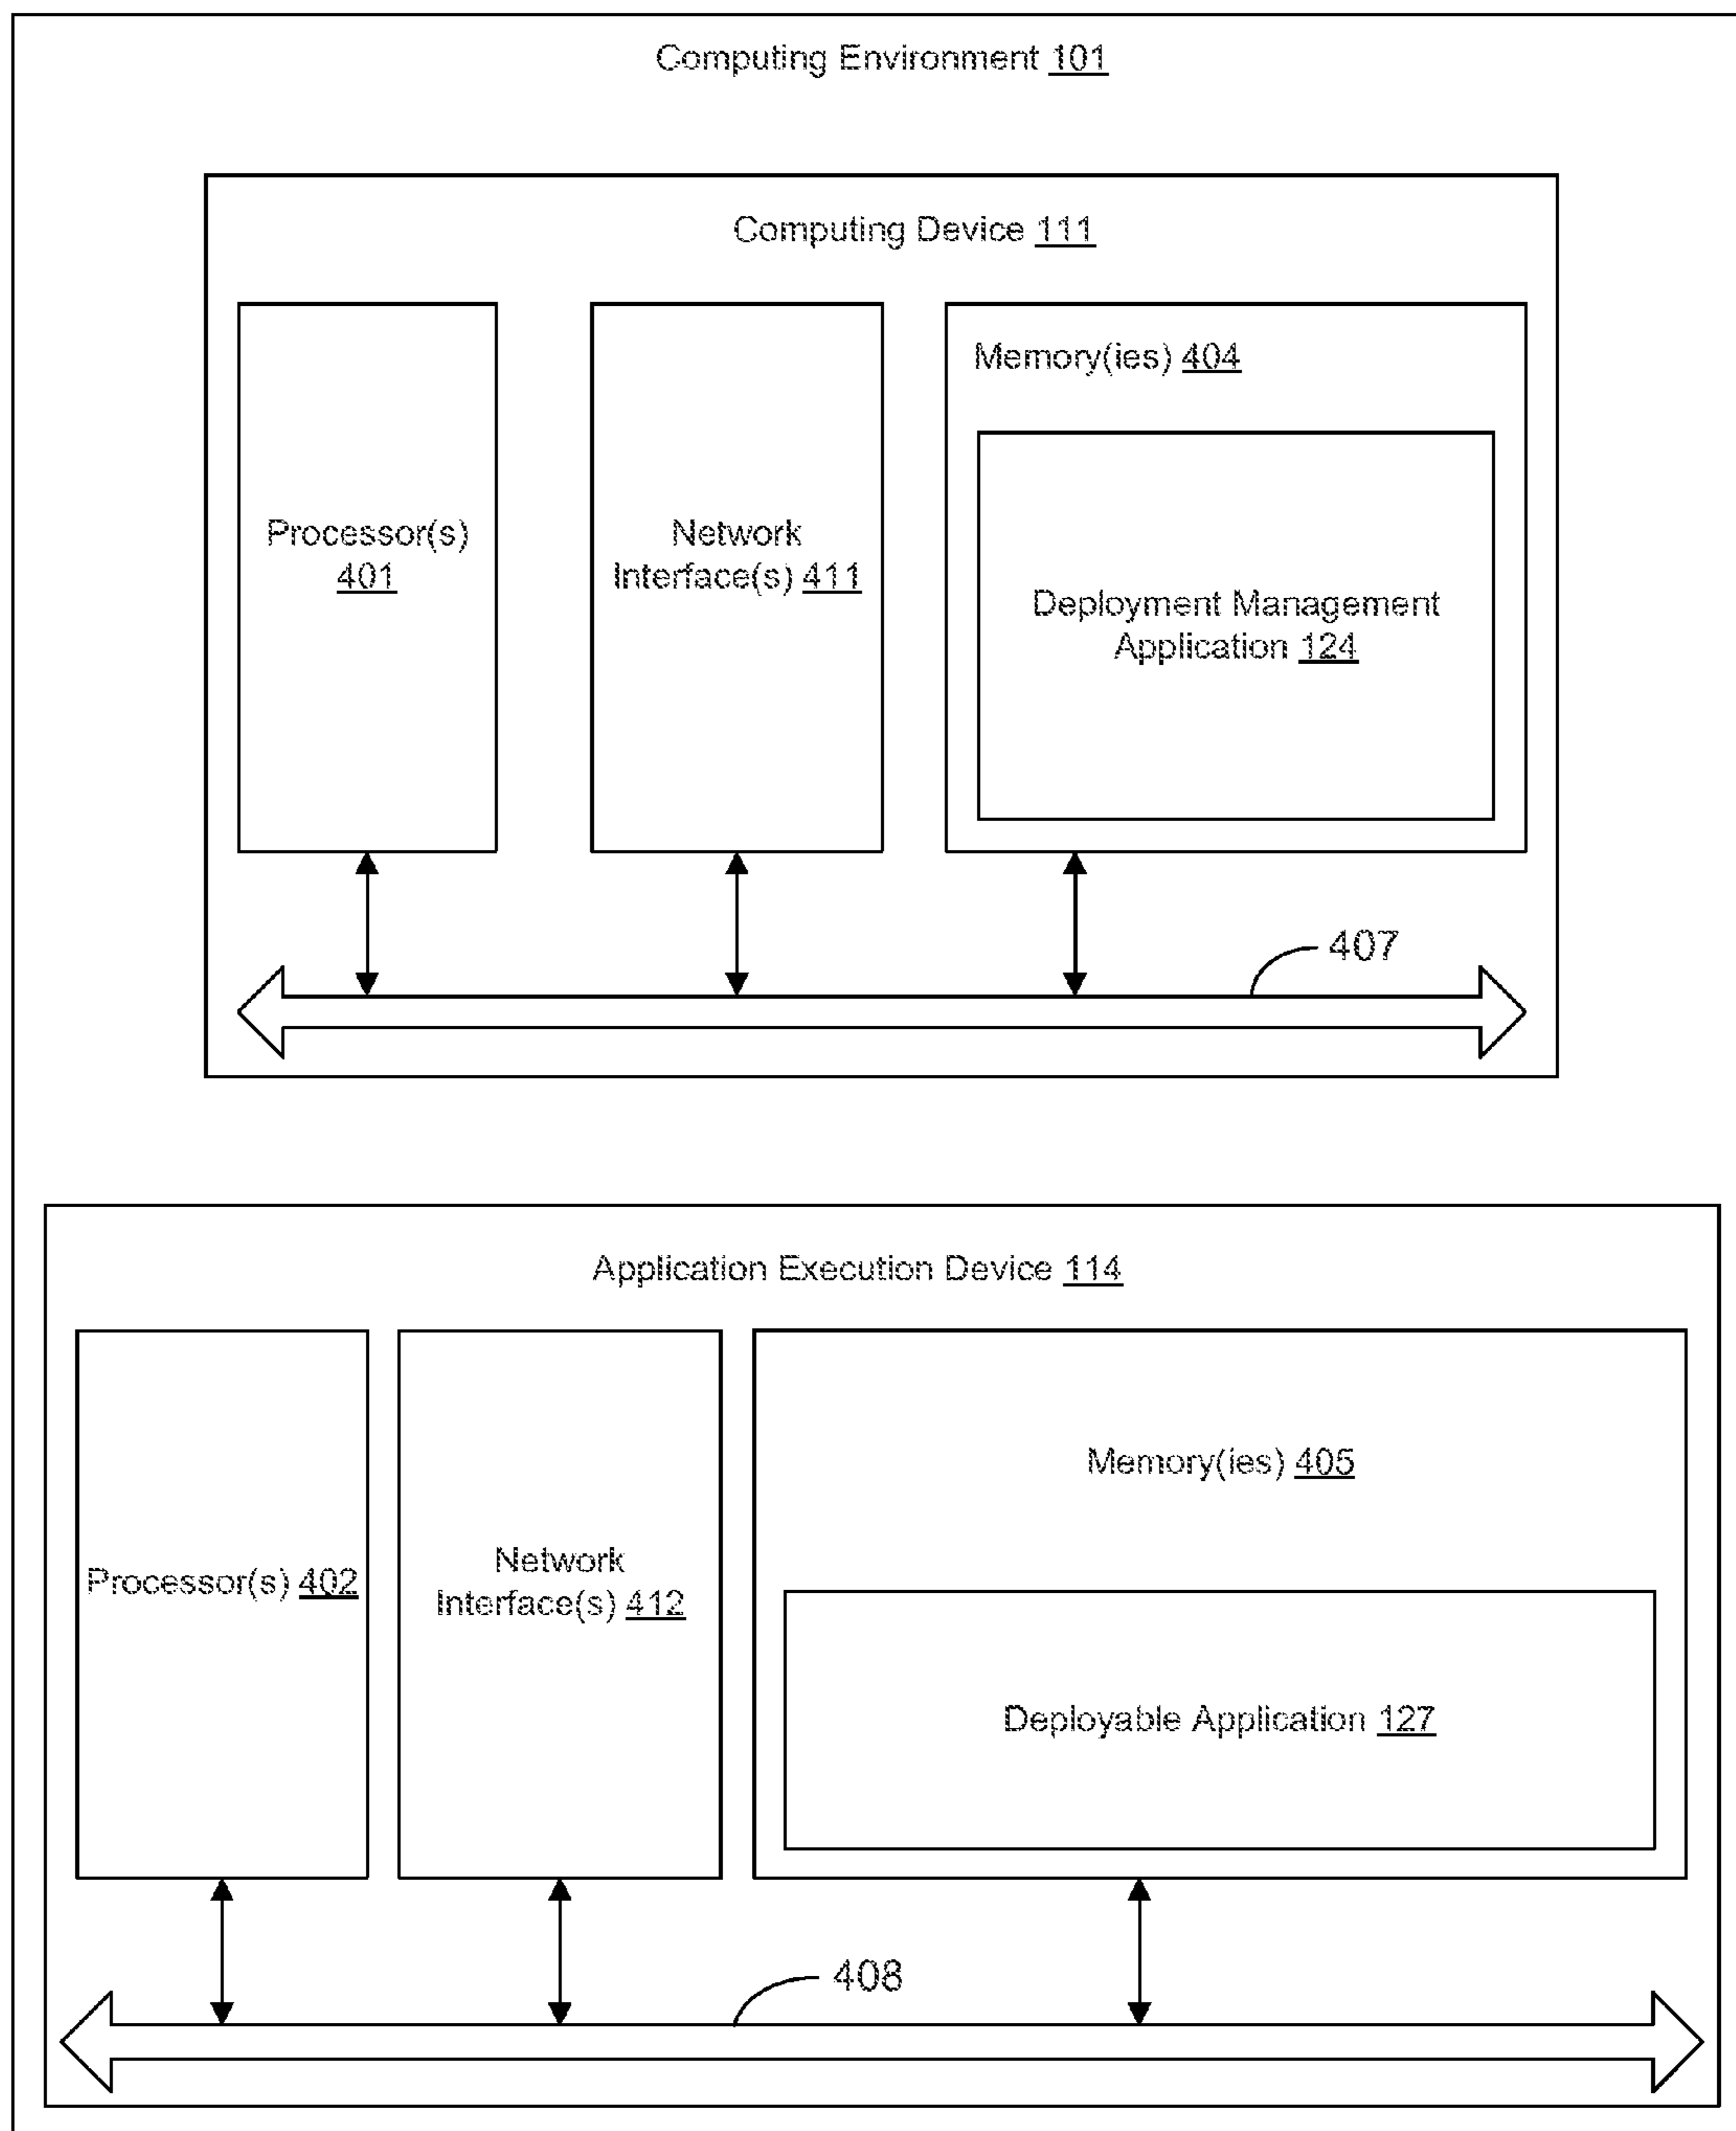 Computing Environment 101
Computing Device 111
Processor(s)
401
Network
Interface(s) 411
Memory(ies) 404
Deployment Management
Application 124
407
Application Execution Device 114
Processor(s) 402
Network
Interface(s) 412
Memory(ies) 405
Deployable Application 127
408